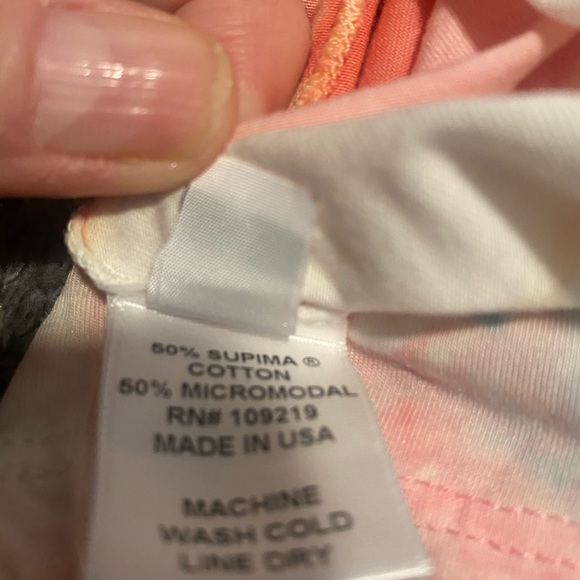 50% SUPIMA ®
COTTON
50% MICROMODAL
RN# 109219
MADE IN USA
MACHINE
WASH COLD
LINE DRY